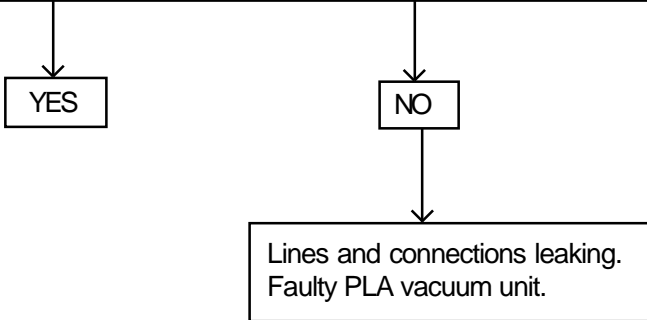 YES
NO
Lines and connections leaking.
Faulty PLA vacuum unit.